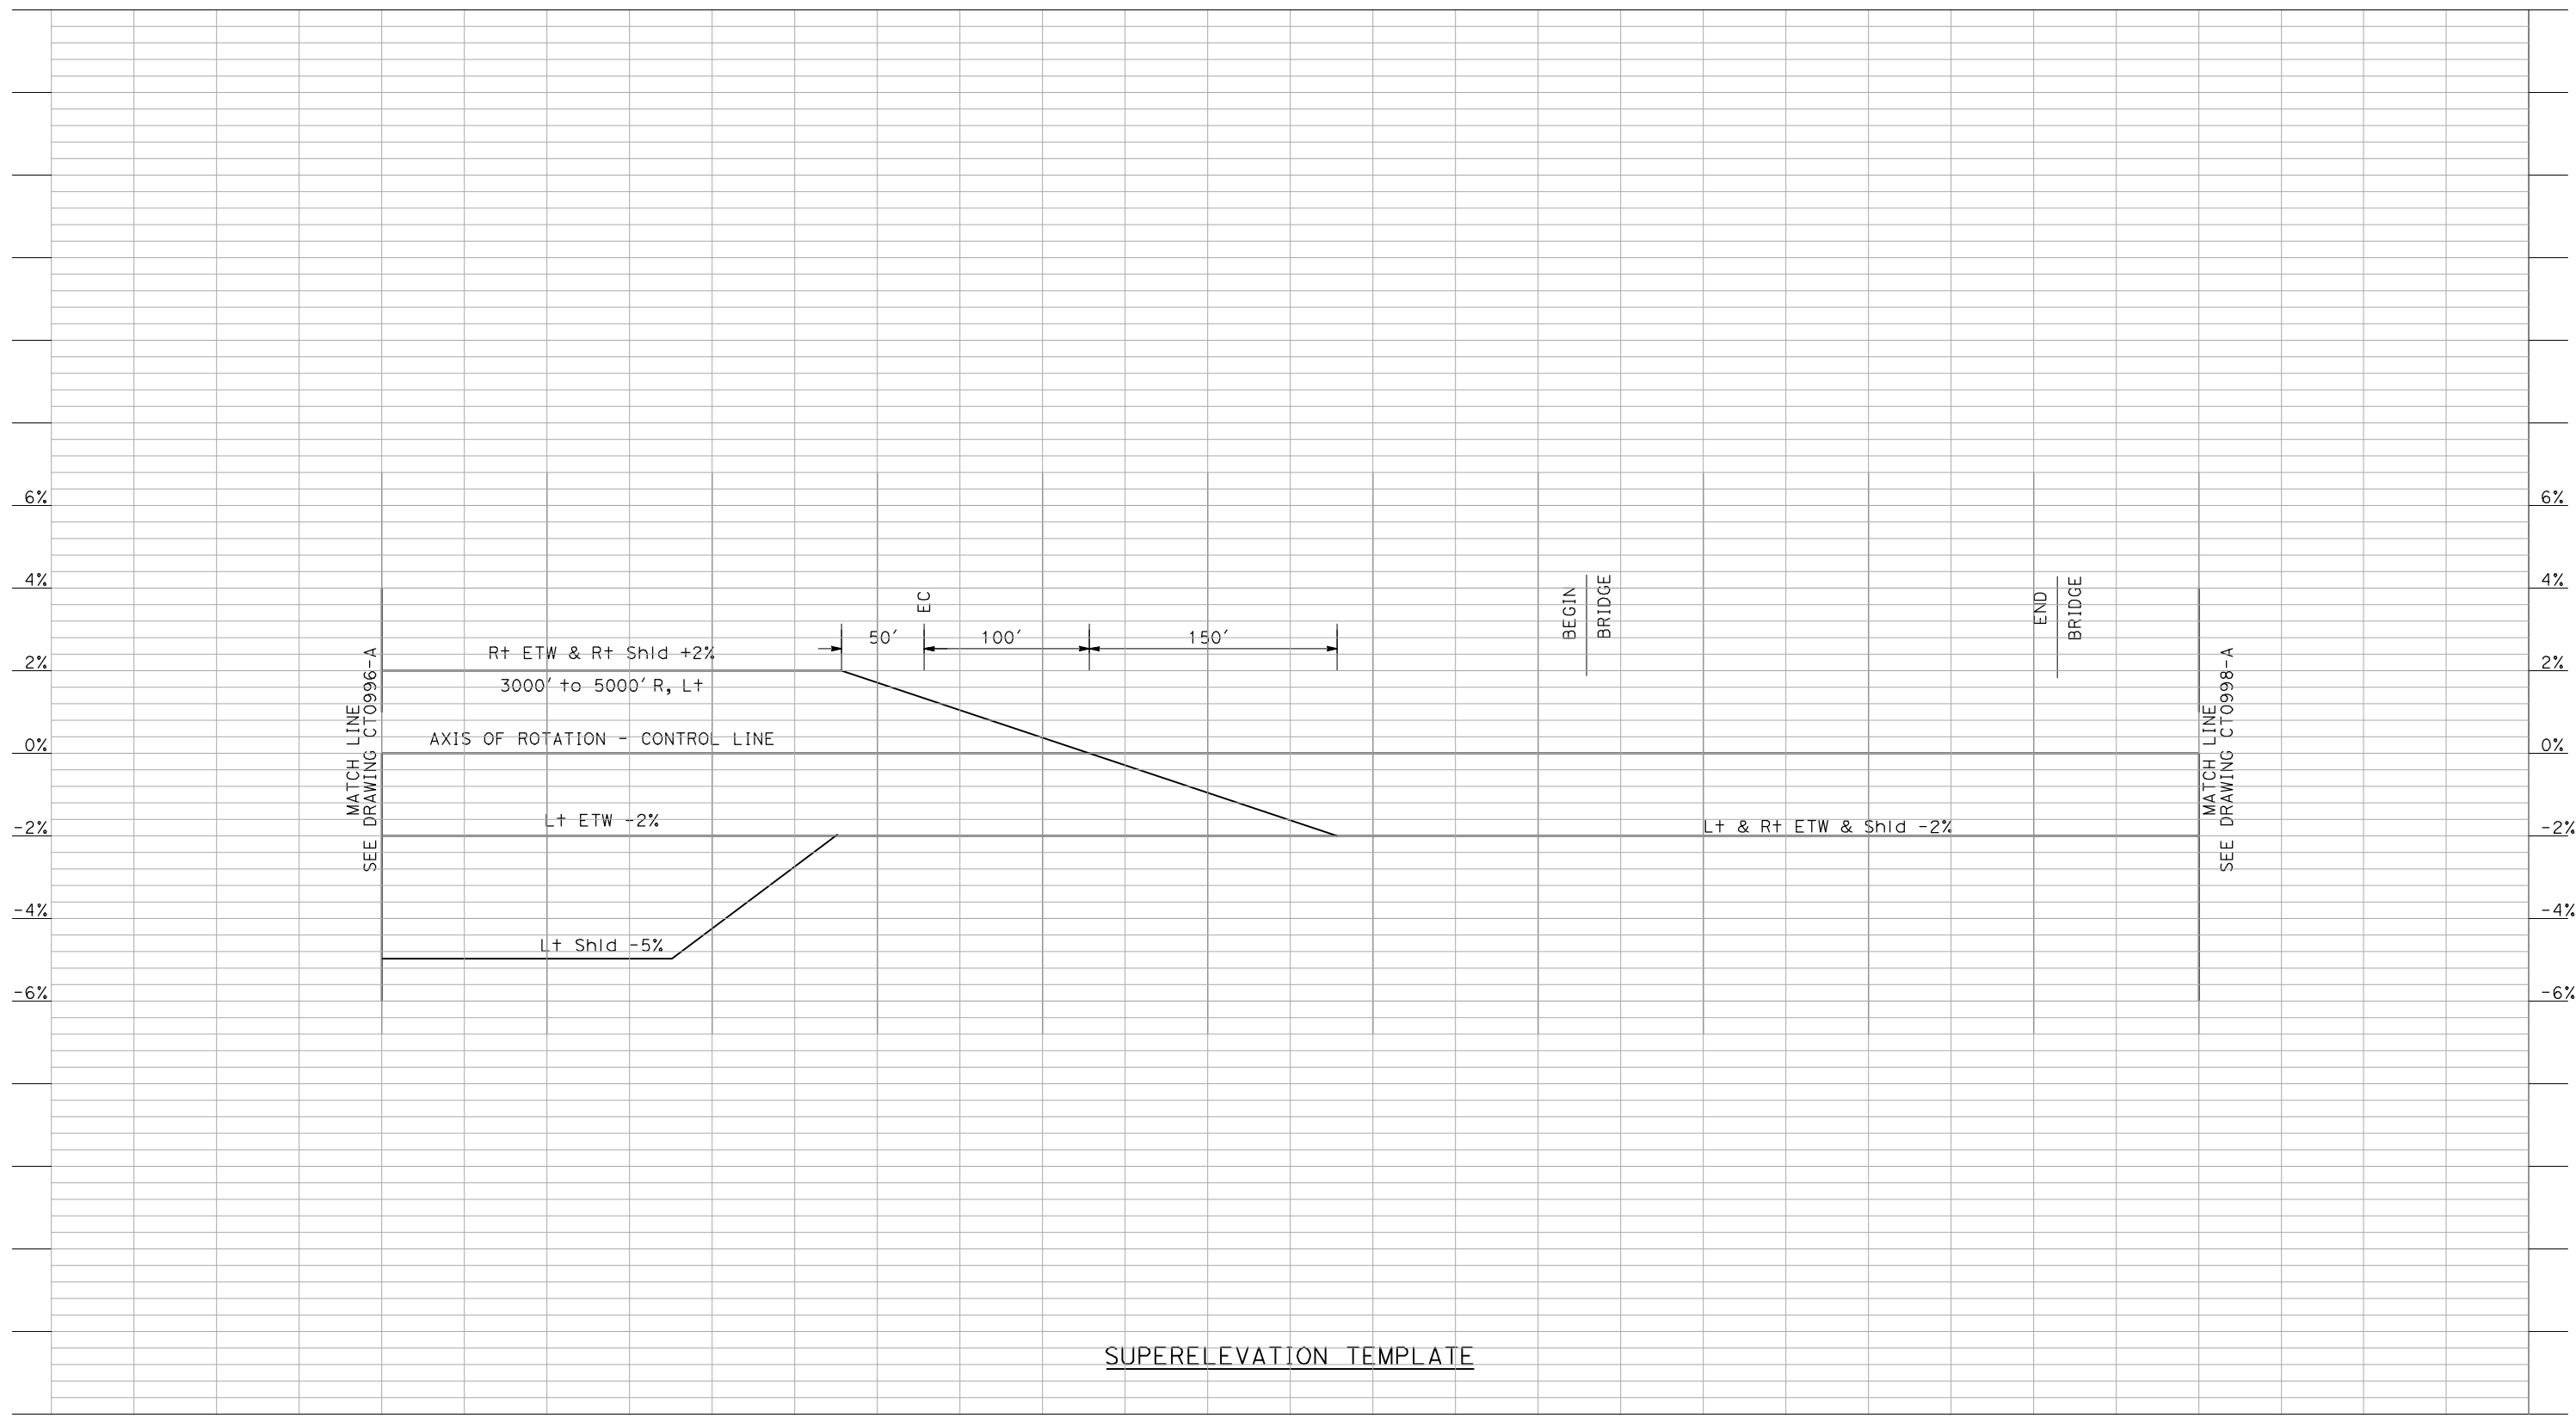 6%
6%
4%
4%
EC
BEGIN
BRIDGE
END
BRIDGE
50' 100' 150'
Rt ETW & Rt Shld +2%
2%
2%
3000' to 5000' R, Lt
MATCH LINE
SEE DRAWING CT0996-A
MATCH LINE
SEE DRAWING CT0998-A
AXIS OF ROTATION - CONTROL LINE
0%
0%
Lt ETW -2%
Lt & Rt ETW & Shld -2%
-2%
-2%
-4%
-4%
Lt Shld -5%
-6%
-6%
SUPERELEVATION TEMPLATE